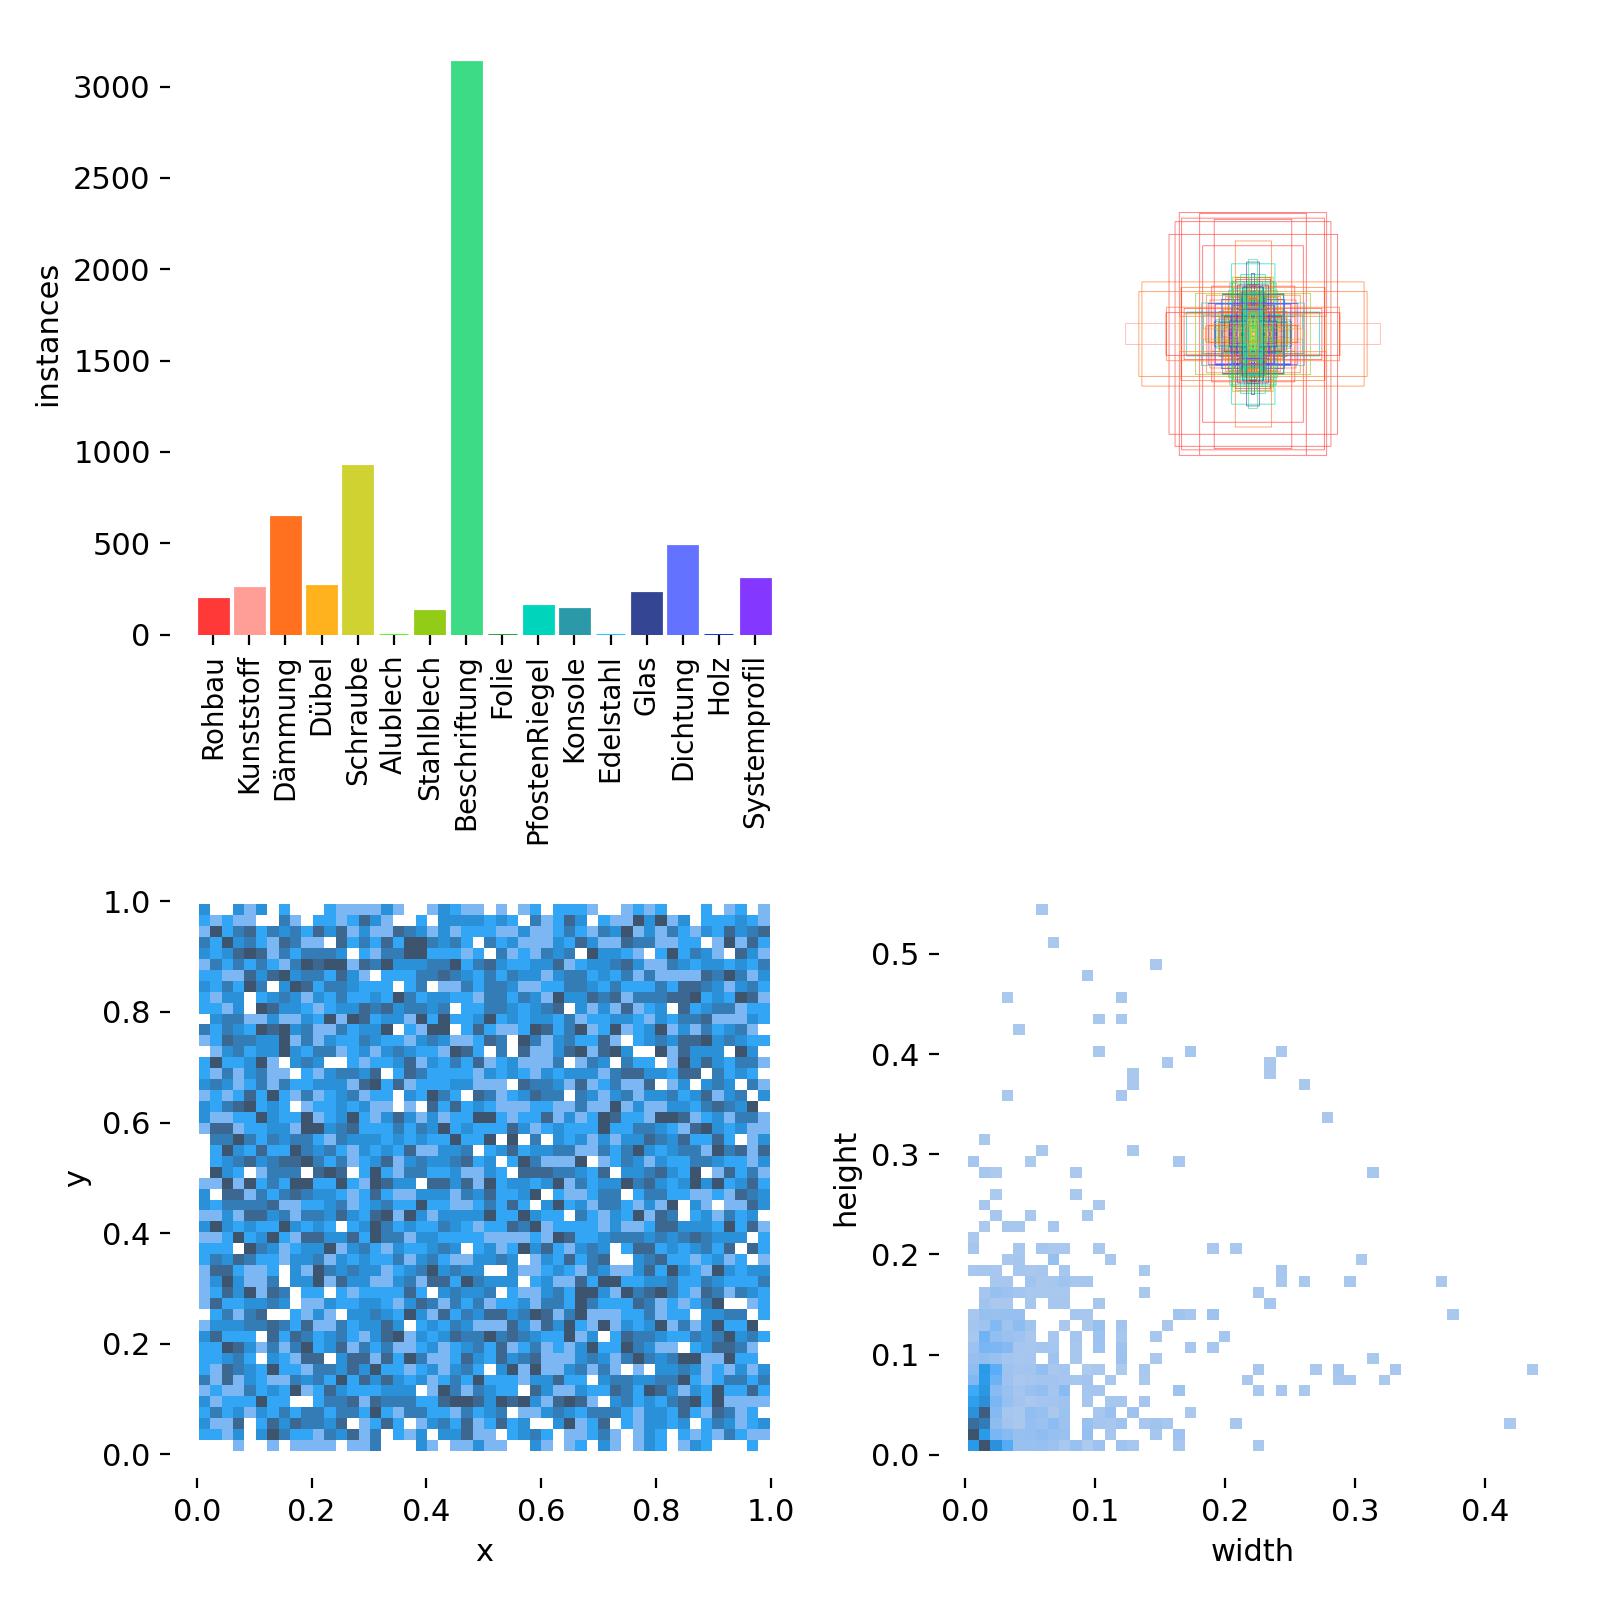 3000
2500
2000
1500
1000
500
0
instances
Rohbau
Kunststoff
Dämmung
Dübel
Schraube
Alublech
Stahlblech
Beschriftung
Folie
PfostenRiegel
Konsole
Edelstahl
Glas
Dichtung
Holz
Systemprofil
1.0
0.8
0.6
0.4
0.2
0.0
y
0.0 0.2 0.4 0.6 0.8 1.0
x
0.5
0.4
0.3
0.2
0.1
0.0
height
0.0 0.1 0.2 0.3 0.4
width